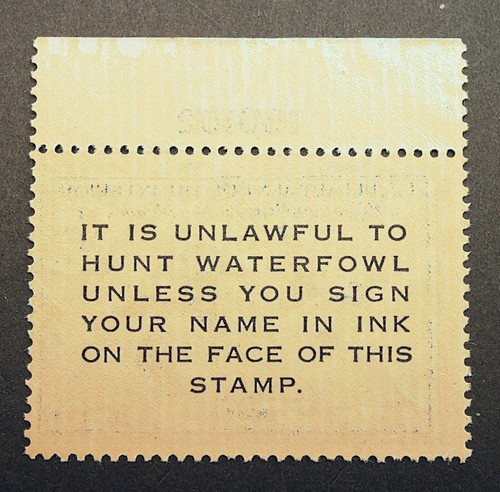 IT IS UNLAWFUL TO
HUNT WATERFOWL
UNLESS YOU SIGN
YOUR NAME IN INK
ON THE FACE OF THIS
STAMP.